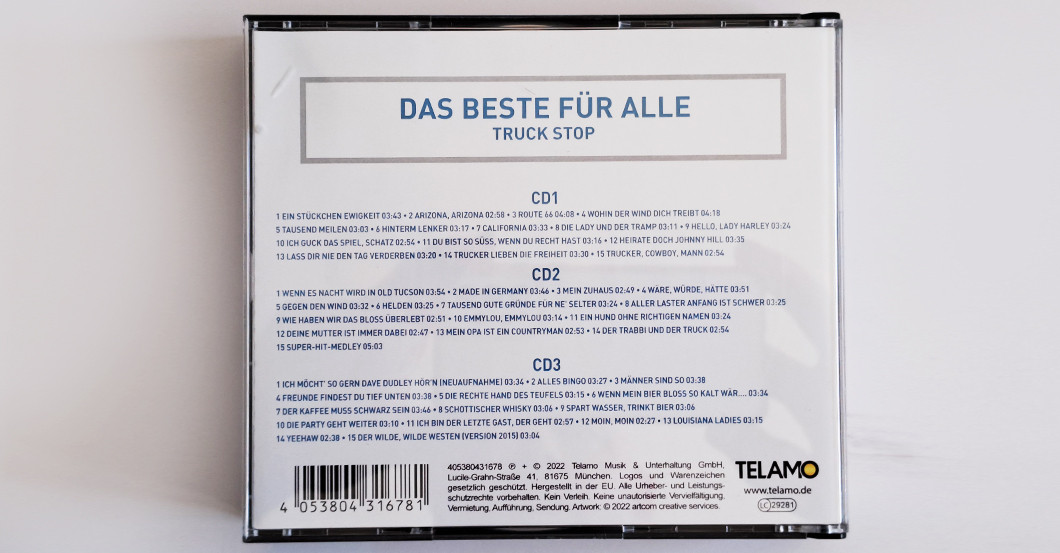 DAS BESTE FÜR ALLE
TRUCK STOP
CD1
1 EIN STÜCKCHEN EWIGKEIT 03:43 • 2 ARIZONA, ARIZONA 02:58 • 3 ROUTE 66 04:08 • 4 WOHIN DER WIND DICH TREIBT 04:18
5 TAUSEND MEILEN 03:03 • 6 HINTERM LENKER 03:17 • 7 CALIFORNIA 03:33 • 8 DIE LADY UND DER TRAMP 03:11 • 9 HELLO, LADY HARLEY 03:24
10 ICH GUCK DAS SPIEL, SCHATZ 02:54 • 11 DU BIST SO SÜSS, WENN DU RECHT HAST 03:16 • 12 HEIRATE DOCH JOHNNY HILL 03:35
13 LASS DIR NIE DEN TAG VERDERBEN 03:20 • 14 TRUCKER LIEBEN DIE FREIHEIT 03:30 • 15 TRUCKER, COWBOY, MANN 02:54
CD2
1 WENN ES NACHT WIRD IN OLD TUCSON 03:54 • 2 MADE IN GERMANY 03:46 • 3 MEIN ZUHAUS 02:49 • 4 WÄRE, WÜRDE, HÄTTE 03:51
5 GEGEN DEN WIND 03:32 • 6 HELDEN 03:25 • 7 TAUSEND GUTE GRÜNDE FÜR NE' SELTER 03:24 • 8 ALLER LASTER ANFANG IST SCHWER 03:25
9 WIE HABEN WIR DAS BLOSS ÜBERLEBT 02:51 • 10 EMMYLOU, EMMYLOU 03:14 • 11 EIN HUND OHNE RICHTIGEN NAMEN 03:24
12 DEINE MUTTER IST IMMER DABEI 02:47 • 13 MEIN OPA IST EIN COUNTRYMAN 02:53 • 14 DER TRABBI UND DER TRUCK 02:54
15 SUPER-HIT-MEDLEY 05:03
CD3
1 ICH MÖCHT' SO GERN DAVE DUDLEY HÖR'N (NEUAUFNAHME) 03:34 • 2 ALLES BINGO 03:27 • 3 MÄNNER SIND SO 03:38
4 FREUNDE FINDEST DU TIEF UNTEN 03:38 • 5 DIE RECHTE HAND DES TEUFELS 03:15 • 6 WENN MEIN BIER BLOSS SO KALT WÄR.... 03:34
7 DER KAFFEE MUSS SCHWARZ SEIN 03:46 • 8 SCHOTTISCHER WHISKY 03:06 • 9 SPART WASSER, TRINKT BIER 03:06
10 DIE PARTY GEHT WEITER 03:10 • 11 ICH BIN DER LETZTE GAST, DER GEHT 02:57 • 12 MOIN, MOIN 02:27 • 13 LOUISIANA LADIES 03:15
14 YEEHAW 02:38 • 15 DER WILDE, WILDE WESTEN (VERSION 2015) 03:04
4 053804 316781
405380431678 ℗ + © 2022 Telamo Musik & Unterhaltung GmbH,
Lucile-Grahn-Straße 41, 81675 München. Logos und Warenzeichen
gesetzlich geschützt. Hergestellt in der EU. Alle Urheber- und Leistungs-
schutzrechte vorbehalten. Kein Verleih. Keine unautorisierte Vervielfältigung,
Vermietung, Aufführung, Sendung. Artwork: © 2022 artcom creative services.
TELAMO
www.telamo.de
LC 29281